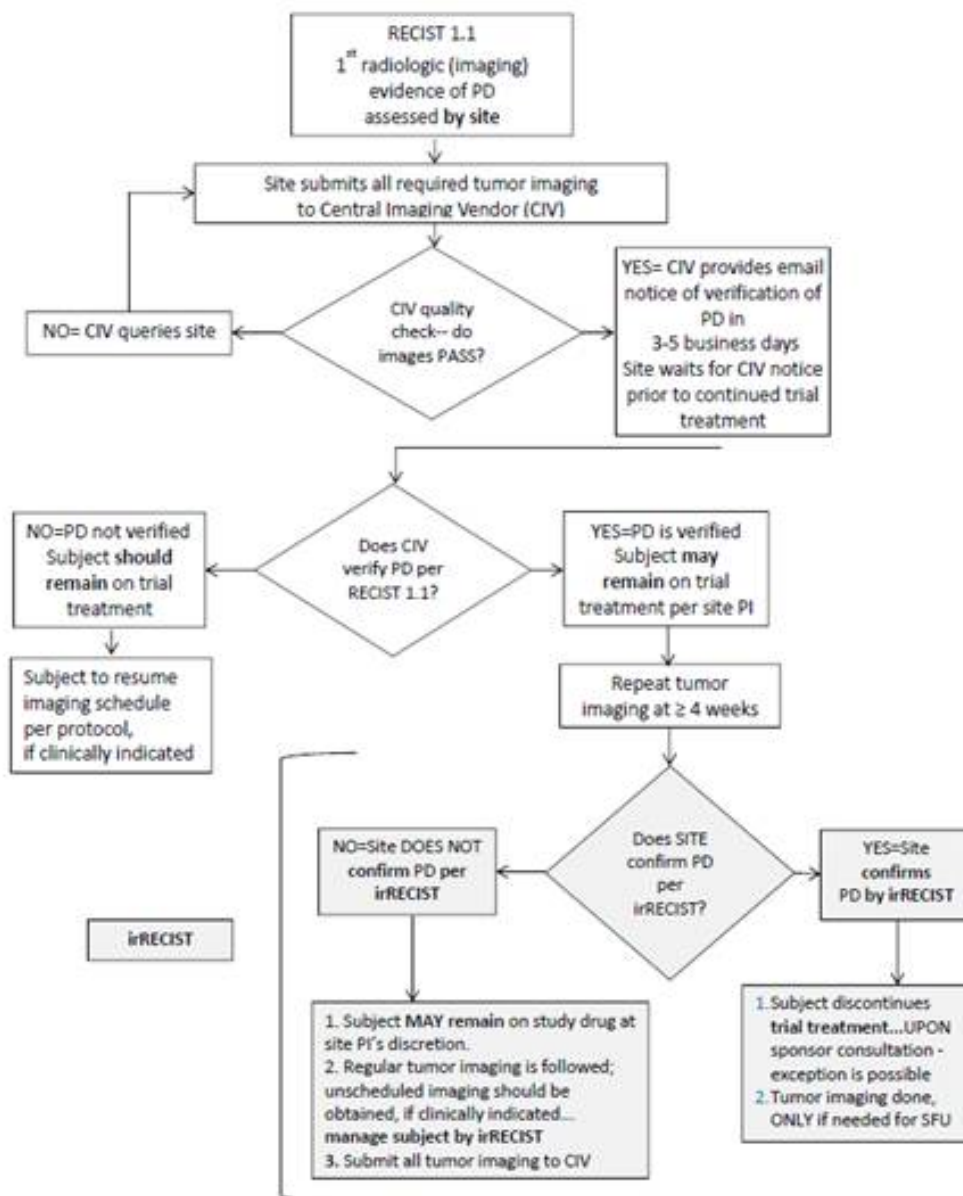 RECIST 1.1
1st radiologic (imaging)
evidence of PD
assessed by site
Site submits all required tumor imaging
to Central Imaging Vendor (CIV)
CIV quality
check-- do
images PASS?
NO= CIV queries site
YES= CIV provides email
notice of verification of
PD in
3-5 business days
Site waits for CIV notice
prior to continued trial
treatment
Does CIV
verify PD per
RECIST 1.1?
NO=PD not verified
Subject should
remain on trial
treatment
YES=PD is verified
Subject may
remain on trial
treatment per site PI
Subject to resume
imaging schedule
per protocol,
if clinically indicated
Repeat tumor
imaging at ≥ 4 weeks
Does SITE
confirm PD
per
irRECIST?
NO=Site DOES NOT
confirm PD per
irRECIST
YES=Site
confirms
PD by irRECIST
irRECIST
1. Subject MAY remain on study drug at
site PI's discretion.
2. Regular tumor imaging is followed;
unscheduled imaging should be
obtained, if clinically indicated...
manage subject by irRECIST
3. Submit all tumor imaging to CIV
1. Subject discontinues
trial treatment...UPON
sponsor consultation -
exception is possible
2. Tumor imaging done,
ONLY if needed for SFU